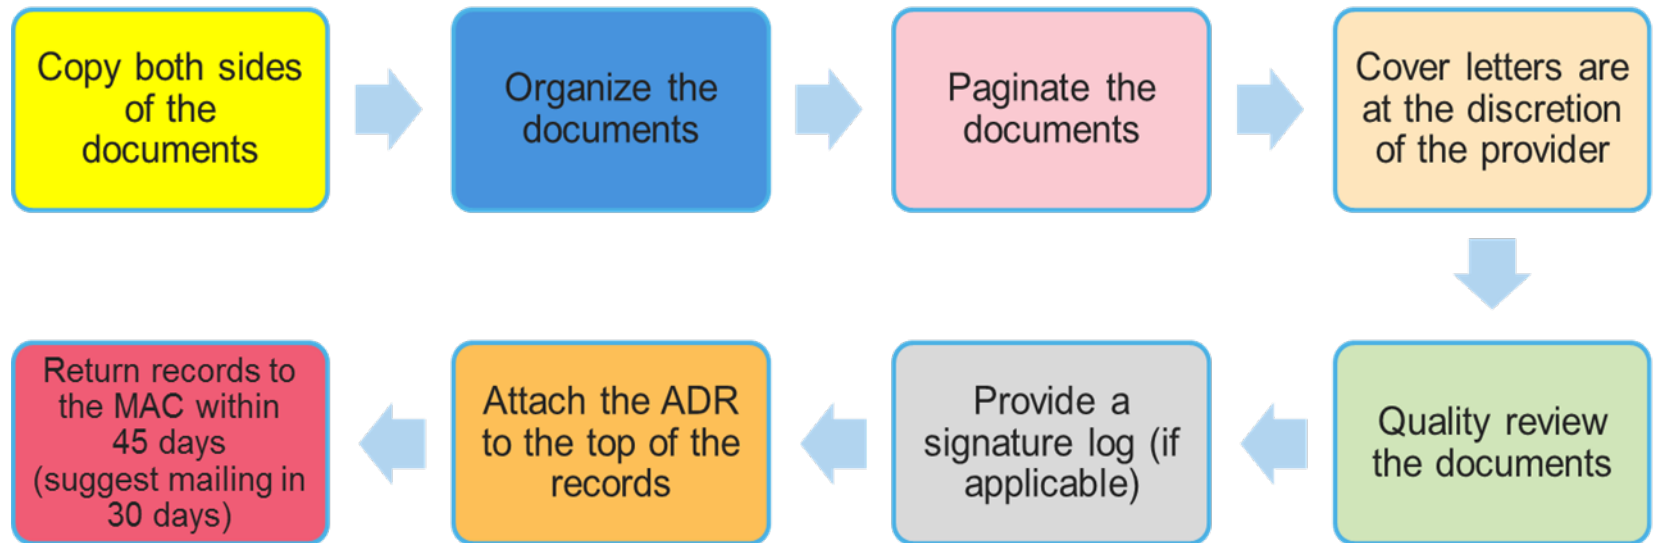 Copy both sides
of the
documents
Organize the
documents
Paginate the
documents
Cover letters are
at the discretion
of the provider
Quality review
the documents
Provide a
signature log (if
applicable)
Attach the ADR
to the top of the
records
Return records to
the MAC within
45 days
(suggest mailing in
30 days)